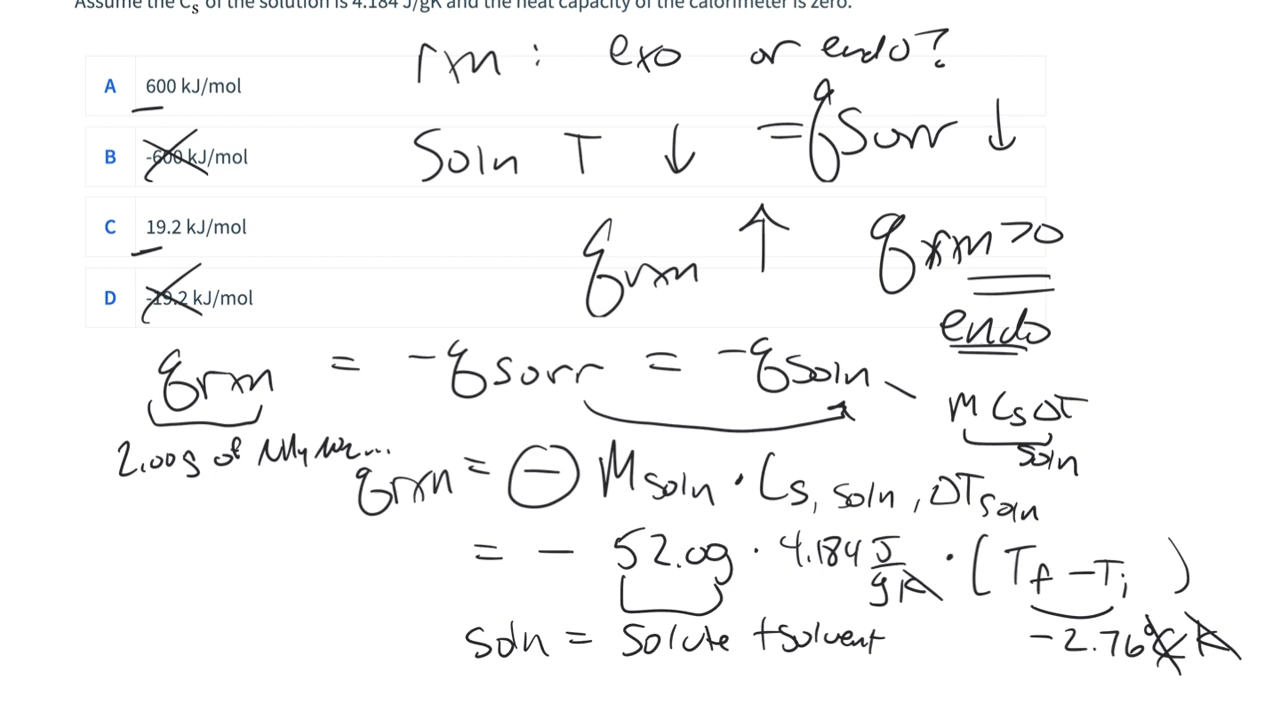 Assume the Cs of the solution is 4.184 J/gK and the heat capacity of the calorimeter is zero.
rxn : exo or endo?
A 600 kJ/mol
Soln T ↓ = qsurr ↓
B -600 kJ/mol
C 19.2 kJ/mol
qrxn ↑ qrxn >0
D -19.2 kJ/mol
endo
qrxn = -qsurr = -qsoln
m Cs ΔT
soln
2.00g of NH4 NO3...
qrxn = - msoln · Cs, soln, ΔTsoln
= - 52.0g · 4.184 J/gK · (Tf - Ti)
soln = Solute + solvent
-2.76°C K